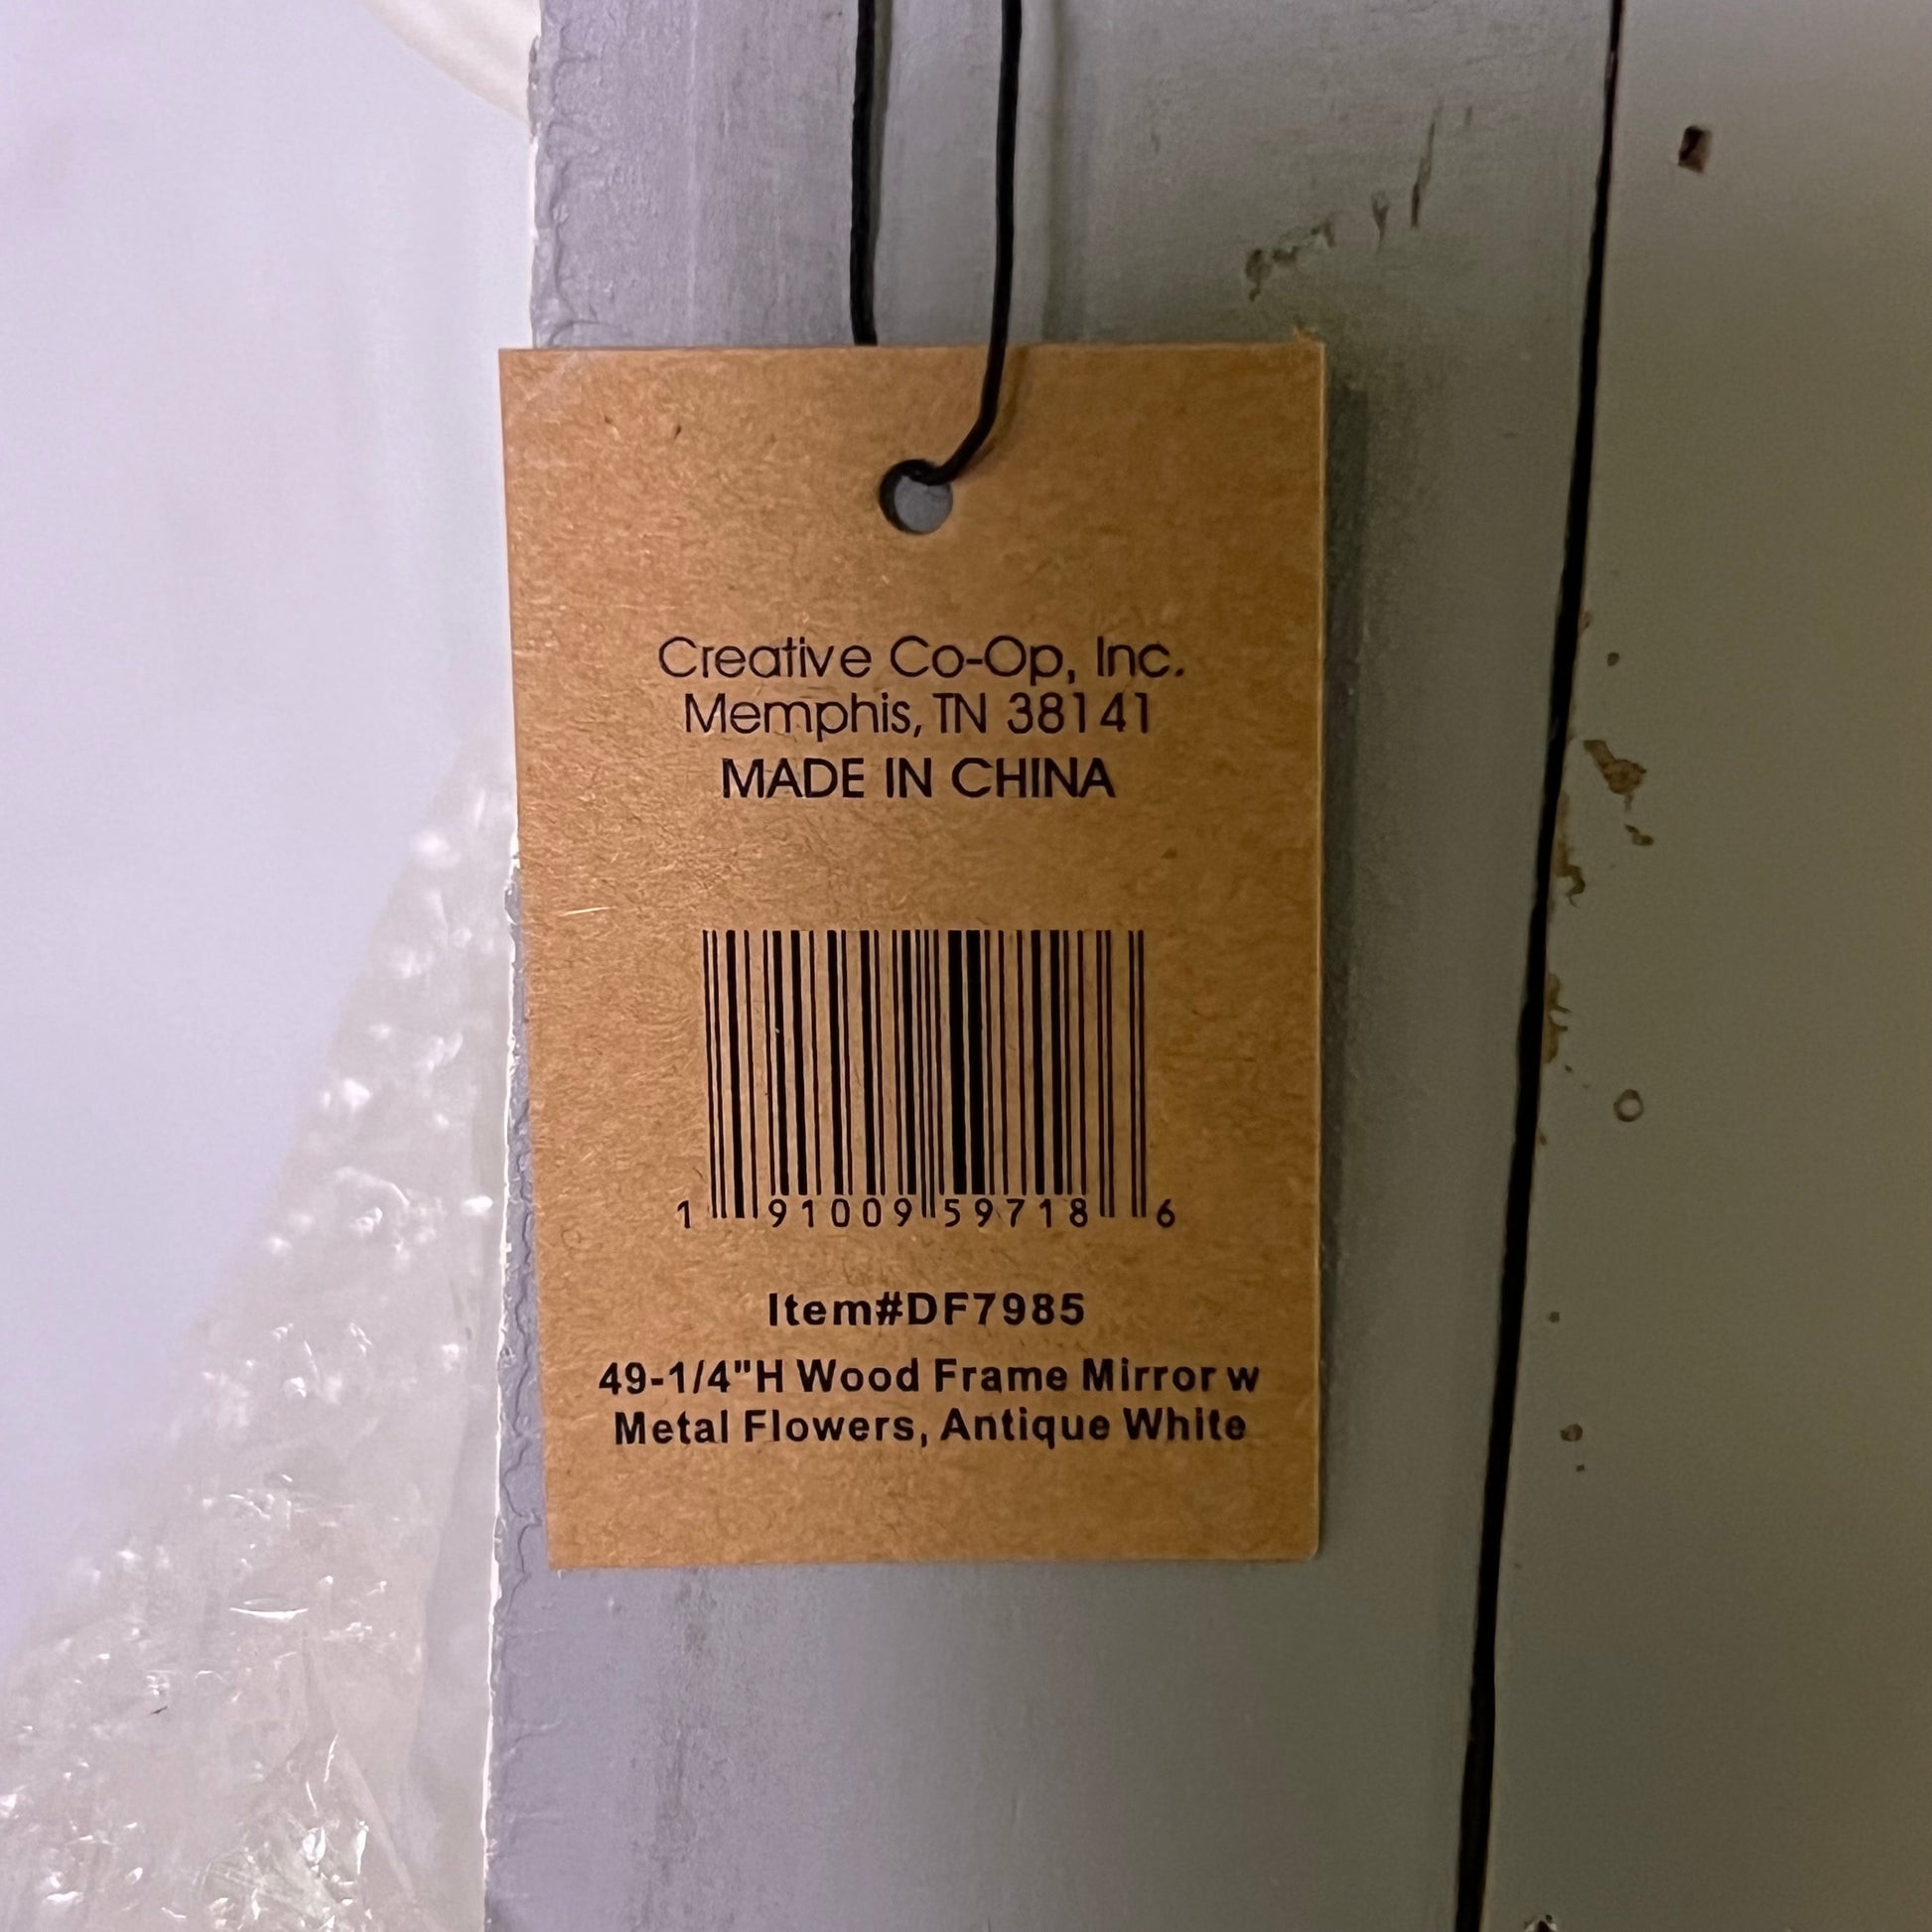 Creative Co-Op, Inc.
Memphis, TN 38141
MADE IN CHINA
1 91009 59718 6
Item#DF7985
49-1/4"H Wood Frame Mirror w
Metal Flowers, Antique White